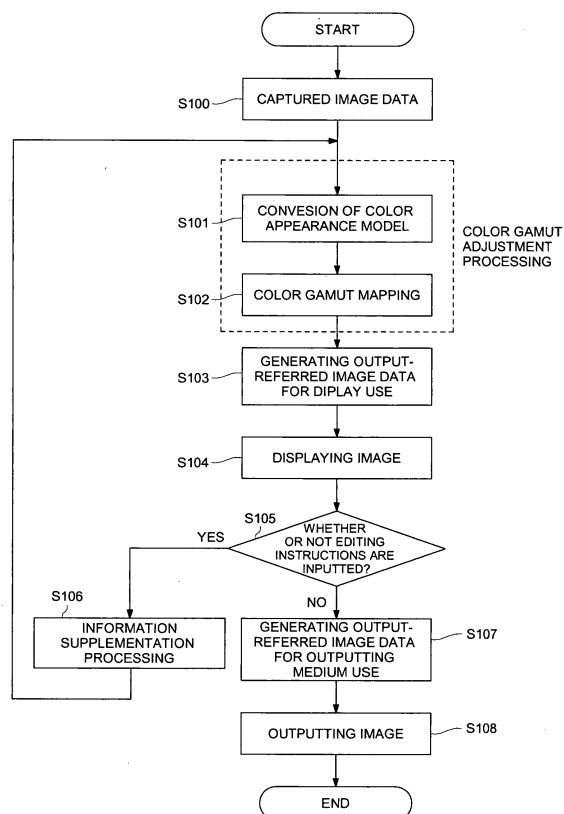 START
S100
CAPTURED IMAGE DATA
S101
CONVESION OF COLOR
APPEARANCE MODEL
COLOR GAMUT
ADJUSTMENT
PROCESSING
S102
COLOR GAMUT MAPPING
S103
GENERATING OUTPUT-
REFERRED IMAGE DATA
FOR DIPLAY USE
S104
DISPLAYING IMAGE
S105
WHETHER
OR NOT EDITING
INSTRUCTIONS ARE
INPUTTED?
YES
NO
S106
INFORMATION
SUPPLEMENTATION
PROCESSING
GENERATING OUTPUT-
REFERRED IMAGE DATA
FOR OUTPUTTING
MEDIUM USE
S107
OUTPUTTING IMAGE
S108
END